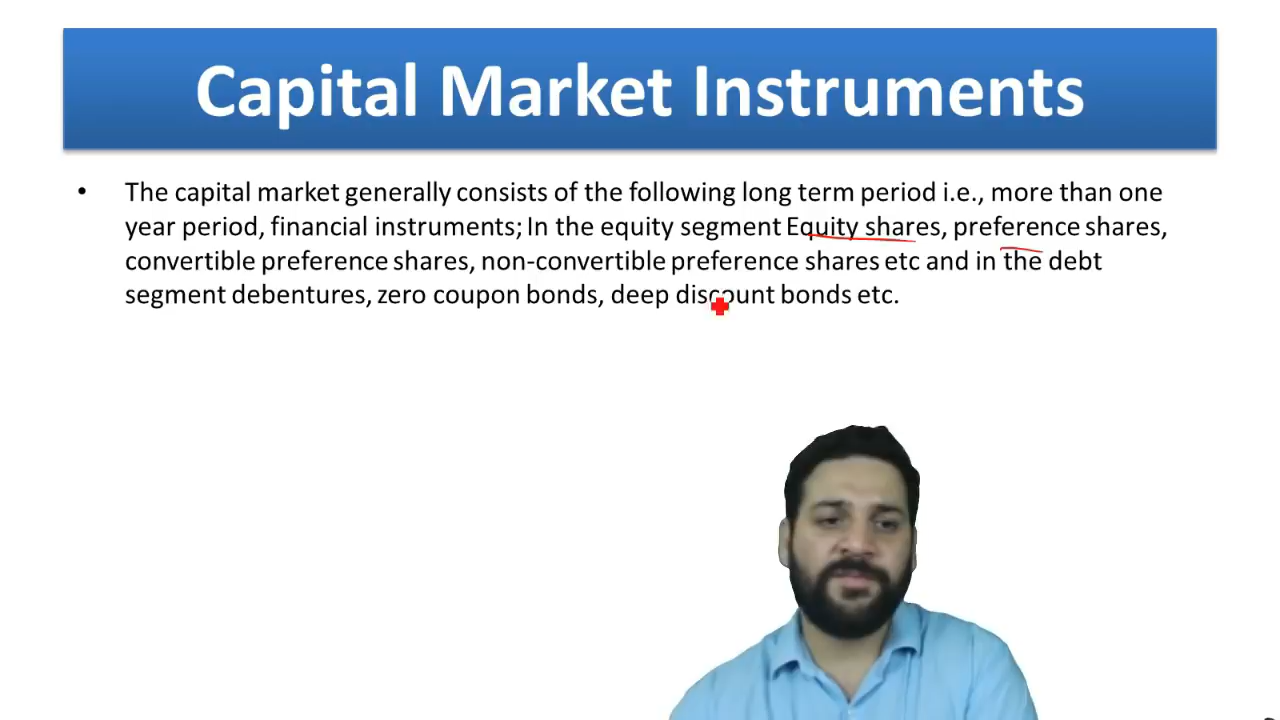 Capital Market Instruments
• The capital market generally consists of the following long term period i.e., more than one
year period, financial instruments; In the equity segment Equity shares, preference shares,
convertible preference shares, non-convertible preference shares etc and in the debt
segment debentures, zero coupon bonds, deep discount bonds etc.